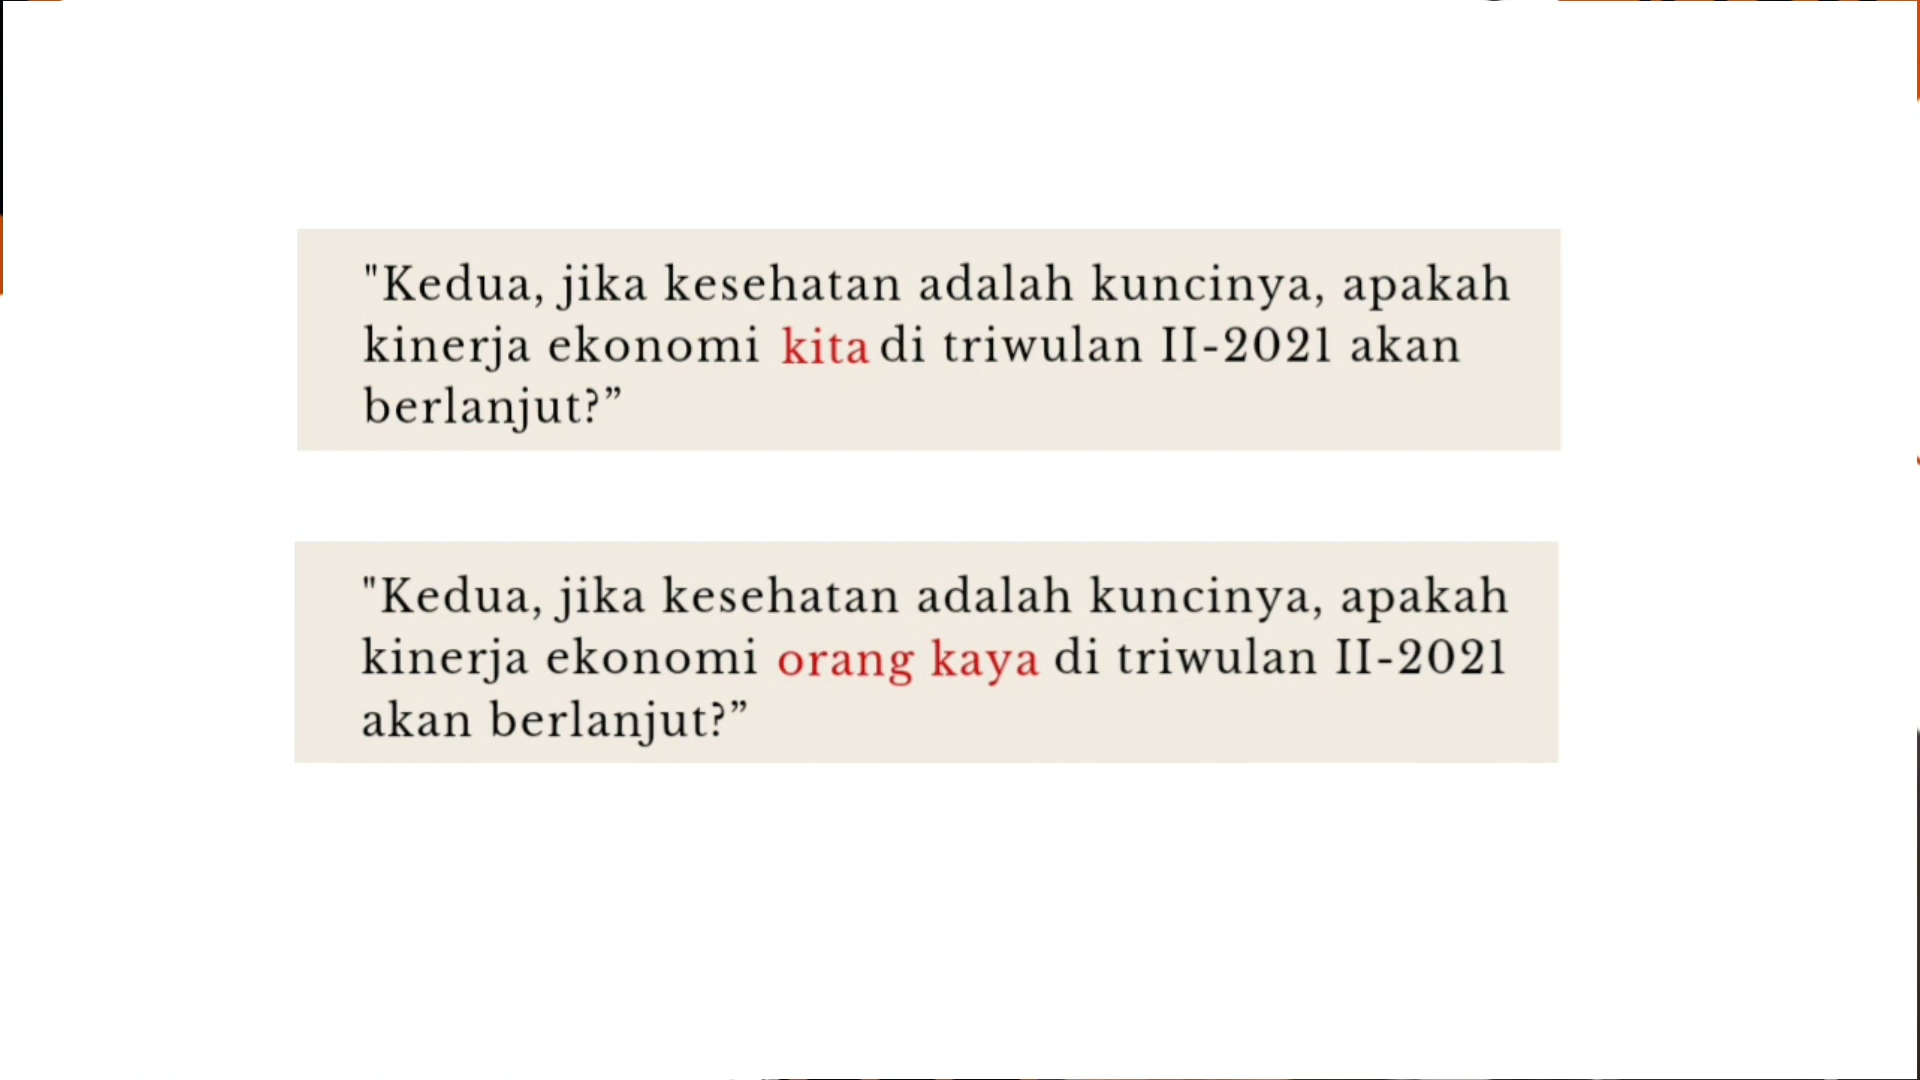 "Kedua, jika kesehatan adalah kuncinya, apakah
kinerja ekonomi kita di triwulan II-2021 akan
berlanjut?”
"Kedua, jika kesehatan adalah kuncinya, apakah
kinerja ekonomi orang kaya di triwulan II-2021
akan berlanjut?”